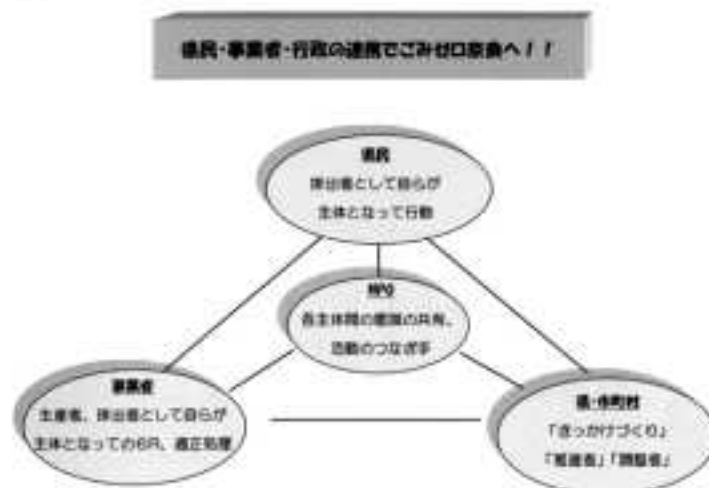 県民・事業者・行政の連携でごみゼロ奈良へ！！
県民
排出者として自らが
主体となって行動
NPO
各主体間の意識の共有、
活動のつなぎ手
事業者
生産者、排出者として自らが
主体となっての6R、適正処理
県・市町村
「きっかけづくり」
「推進者」「調整者」